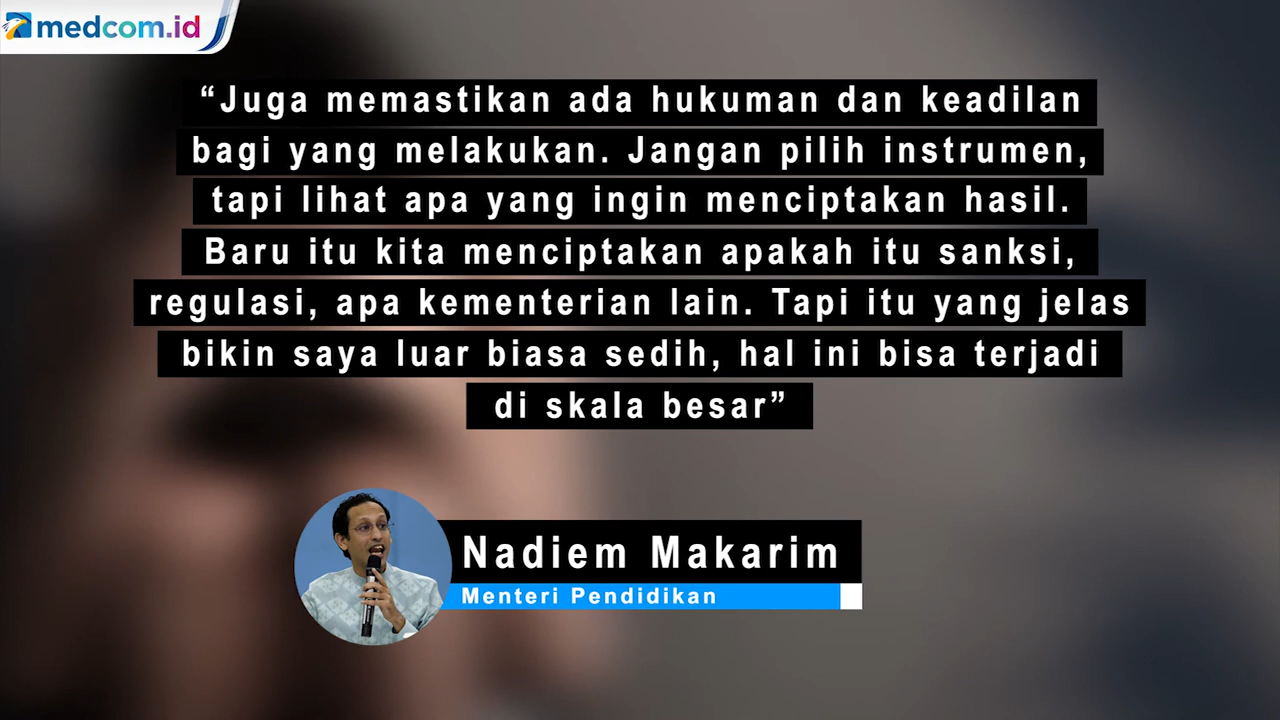 medcom.id
“Juga memastikan ada hukuman dan keadilan
bagi yang melakukan. Jangan pilih instrumen,
tapi lihat apa yang ingin menciptakan hasil.
Baru itu kita menciptakan apakah itu sanksi,
regulasi, apa kementerian lain. Tapi itu yang jelas
bikin saya luar biasa sedih, hal ini bisa terjadi
di skala besar”
Nadiem Makarim
Menteri Pendidikan